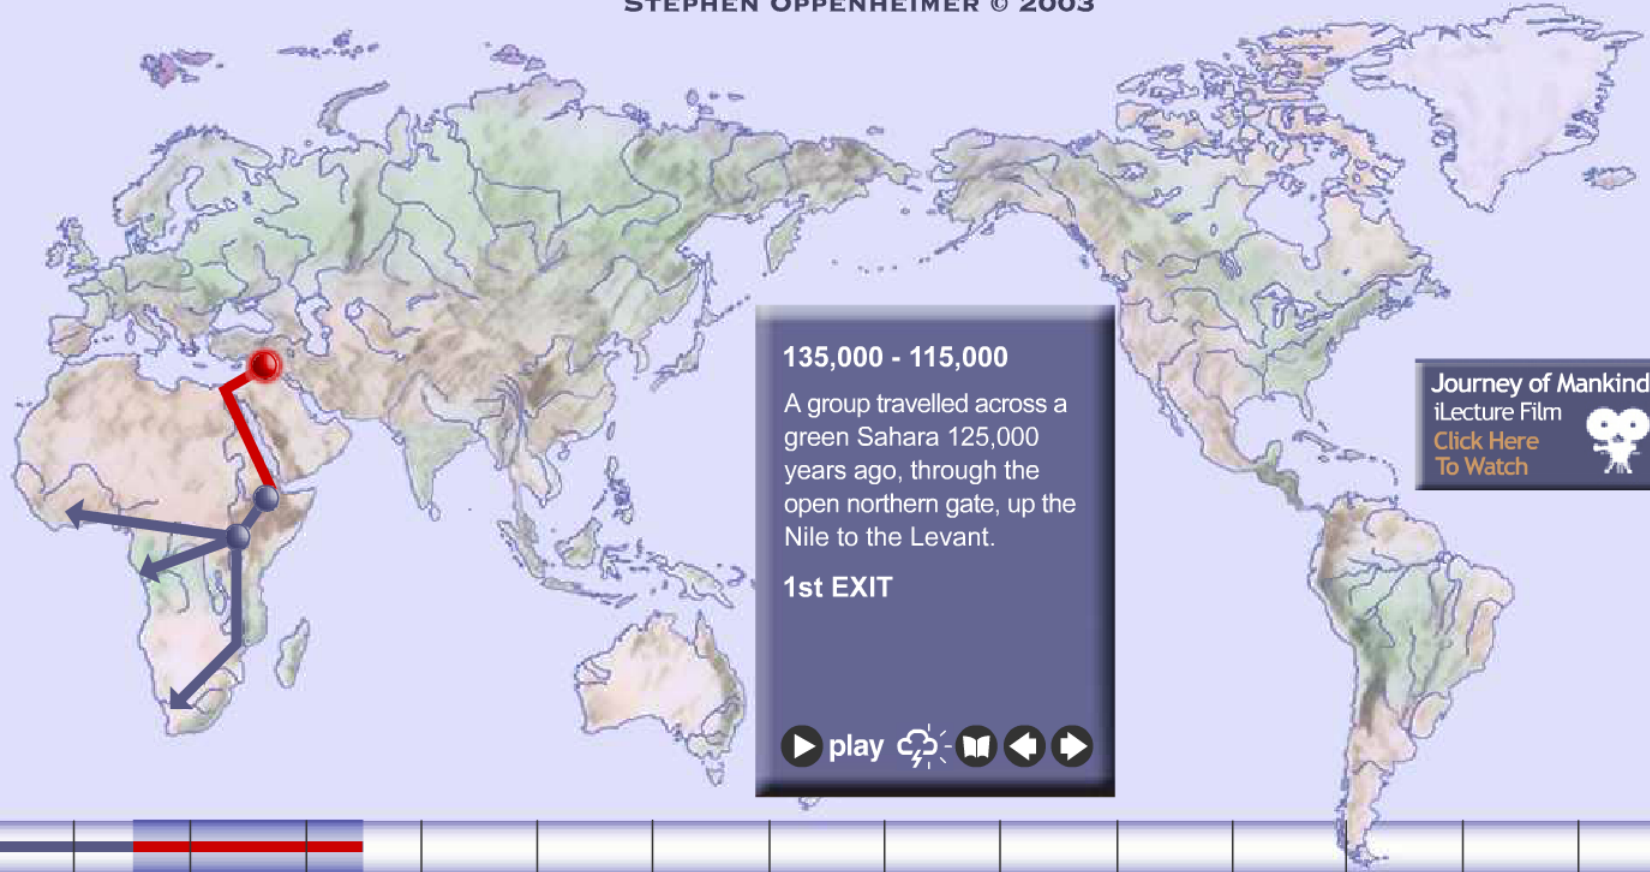 STEPHEN OPPENHEIMER © 2003
135,000 - 115,000
A group travelled across a
green Sahara 125,000
years ago, through the
open northern gate, up the
Nile to the Levant.
1st EXIT
play
Journey of Mankind
iLecture Film
Click Here
To Watch